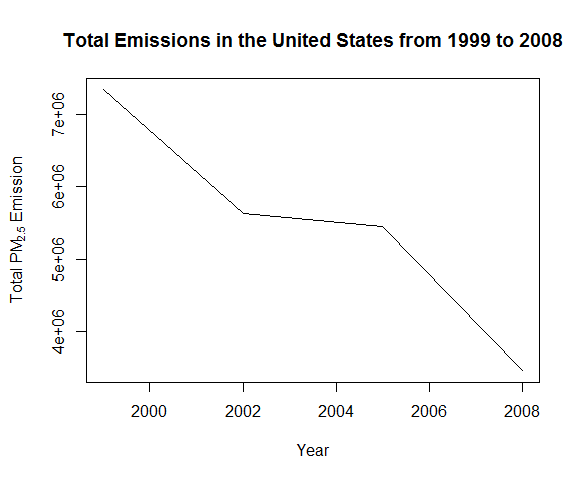 Total Emissions in the United States from 1999 to 2008
Total PM2.5 Emission
7e+06
6e+06
5e+06
4e+06
2000 2002 2004 2006 2008
Year